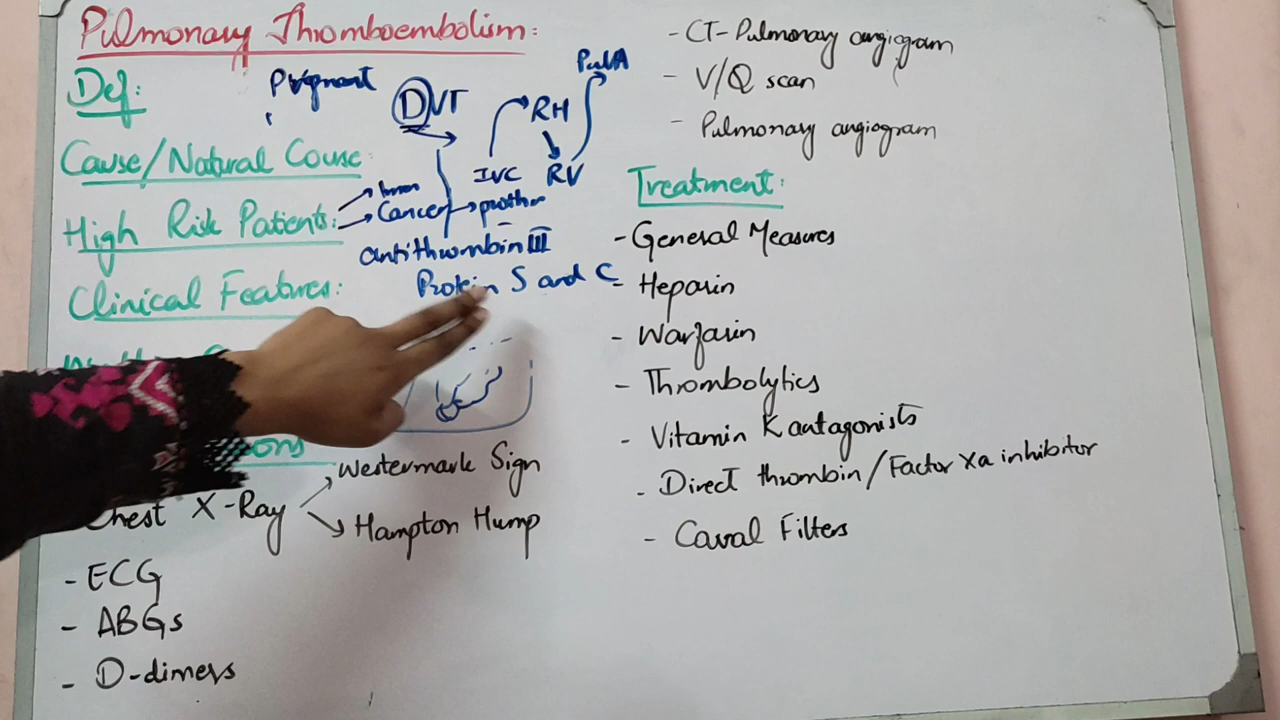 Pulmonary Thromboembolism:
Def:
Pregnant
DVT
RH
PulA
IVC
RV
Cause/Natural Couse
High Risk Patients:
Cancer
antithrombin III
Protein S and C
Clinical Features:
Westermark Sign
Chest X-Ray
Hampton Hump
- ECG
- ABGs
- D-dimers
- CT-Pulmonary angiogram
- V/Q scan
- Pulmonary angiogram
Treatment:
- General Measures
- Heparin
- Warfarin
- Thrombolytics
- Vitamin K antagonists
- Direct thrombin/Factor Xa inhibitor
- Caval Filters